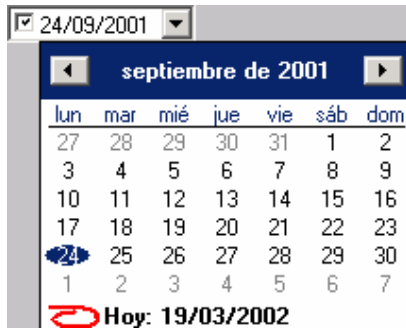 24/09/2001
septiembre de 2001
lun mar mié jue vie sáb dom
27 28 29 30 31 1 2
3 4 5 6 7 8 9
10 11 12 13 14 15 16
17 18 19 20 21 22 23
24 25 26 27 28 29 30
1 2 3 4 5 6 7
Hoy: 19/03/2002